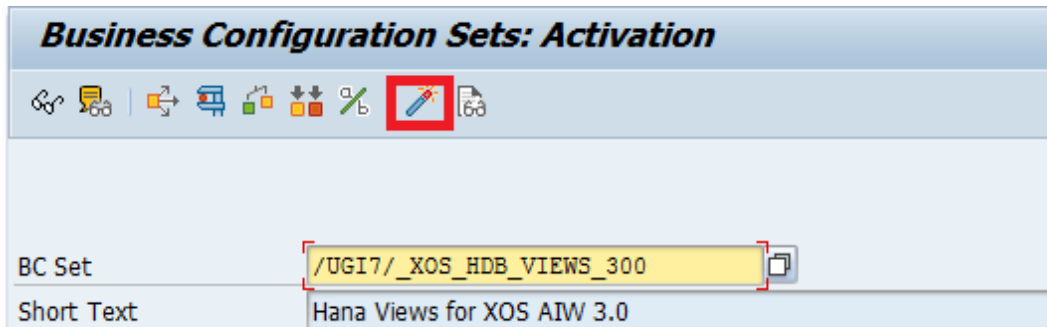 Business Configuration Sets: Activation
BC Set /UGI7/_XOS_HDB_VIEWS_300
Short Text Hana Views for XOS AIW 3.0